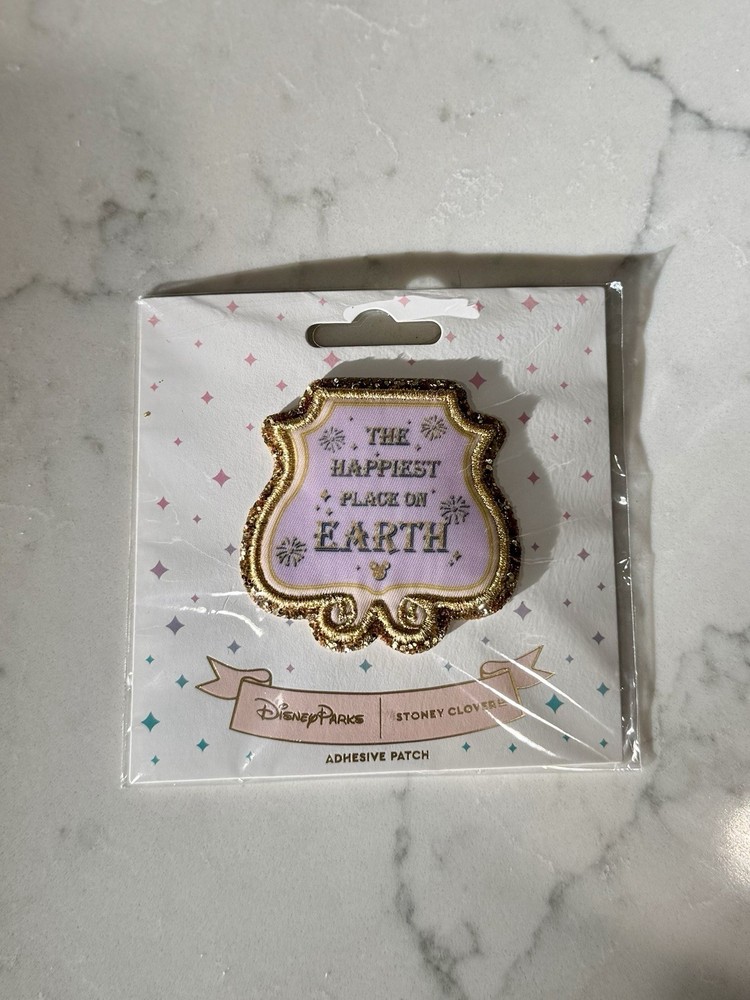 THE
HAPPIEST
PLACE ON
EARTH
DISNEY PARKS | STONEY CLOVER
ADHESIVE PATCH